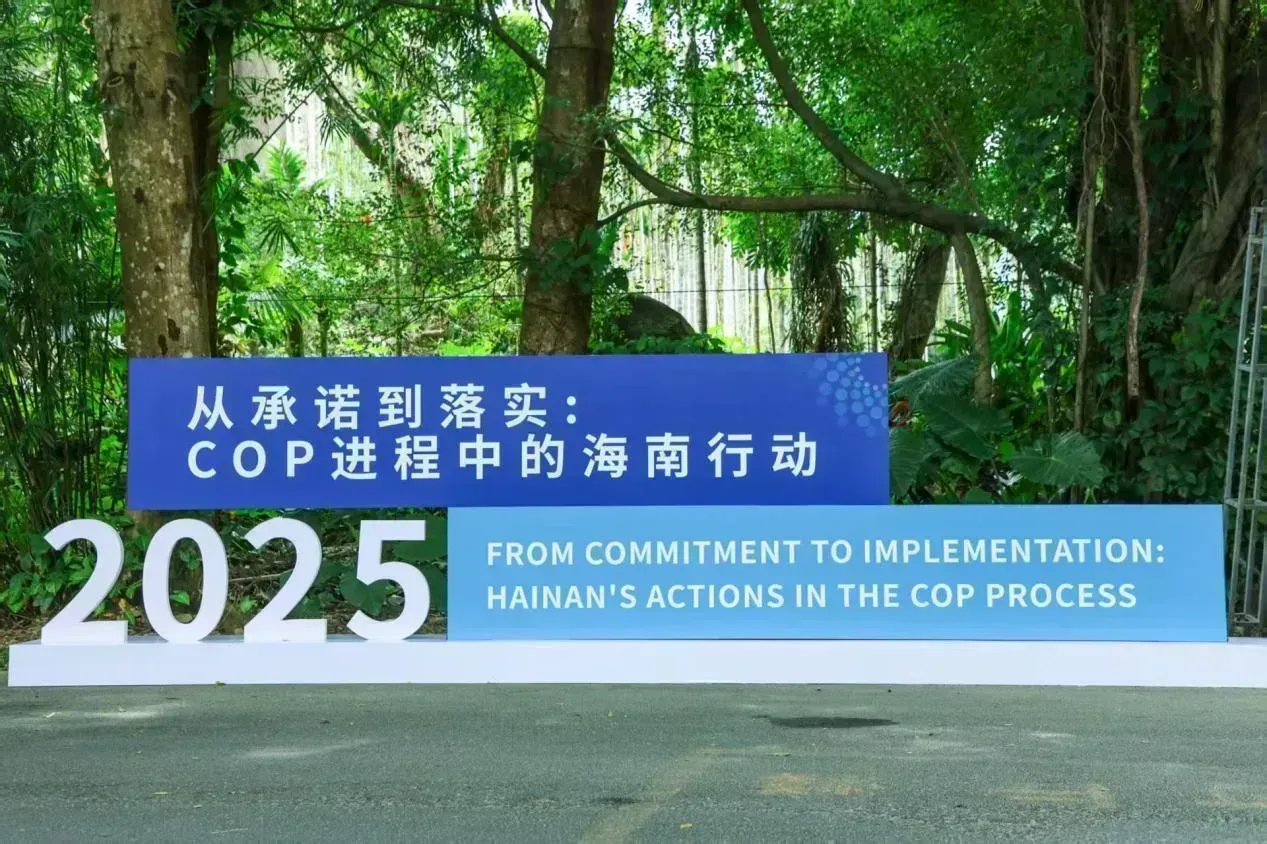 从承诺到落实：
COP进程中的海南行动
2025
FROM COMMITMENT TO IMPLEMENTATION:
HAINAN'S ACTIONS IN THE COP PROCESS